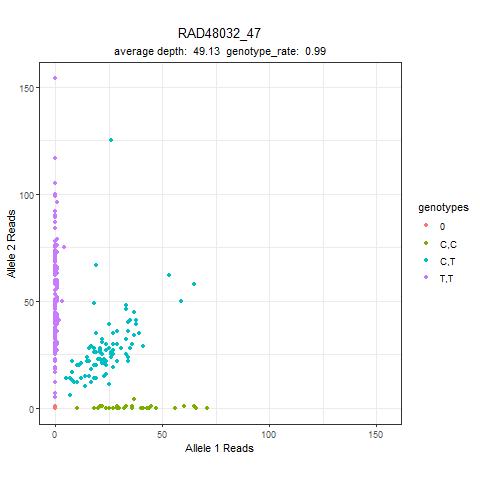 RAD48032_47
average depth: 49.13 genotype_rate: 0.99
150
100
50
0
Allele 2 Reads
0 50 100 150
Allele 1 Reads
genotypes
0
C,C
C,T
T,T